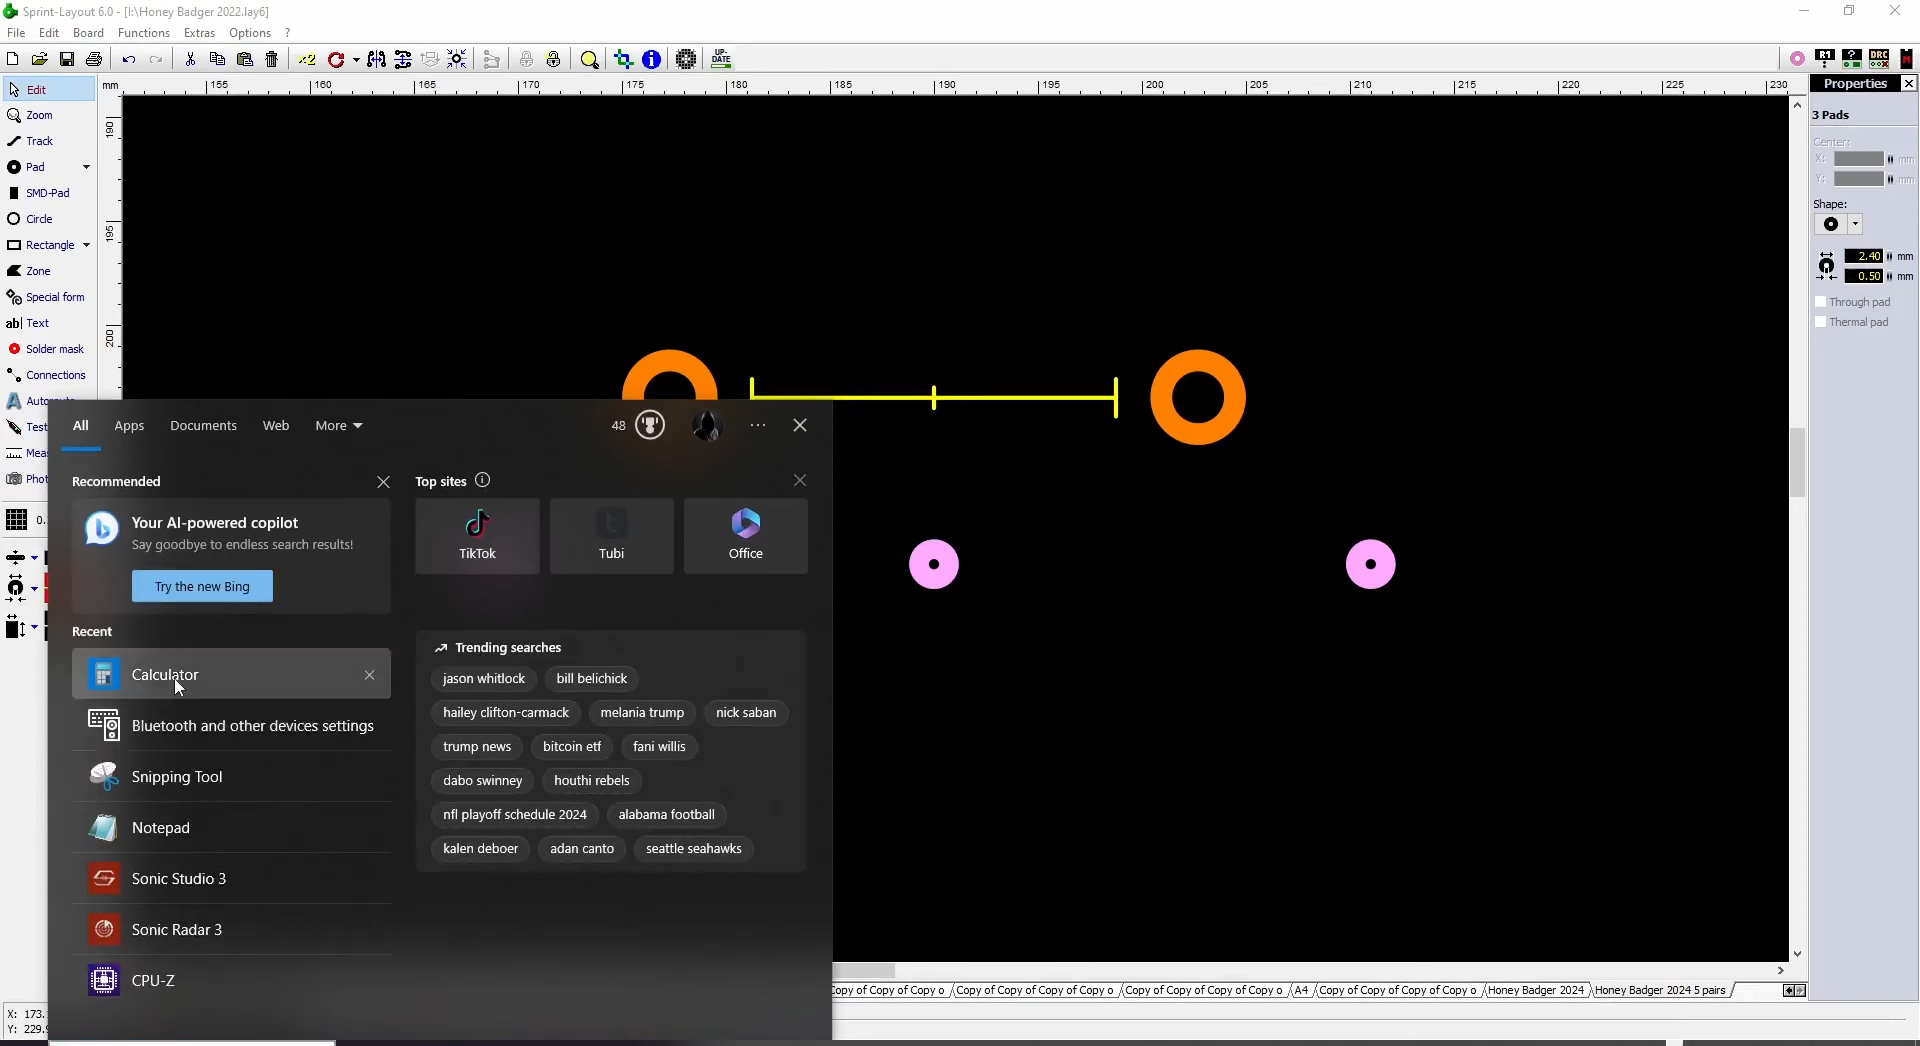 Sprint-Layout 6.0 - [I:\Honey Badger 2022.lay6]
File Edit Board Functions Extras Options ?
×2
UP-DATE
R1
?
DRC
M
mm 155 160 165 170 175 180 185 190 195 200 205 210 215 220 225 230
Edit
Zoom
Track
Pad
SMD-Pad
Circle
Rectangle
Zone
Special form
ab| Text
Solder mask
Connections
190
195
200
Properties
3 Pads
Center:
X: mm
Y: mm
Shape:
2.40 mm
0.50 mm
Through pad
Thermal pad
All Apps Documents Web More 48
Recommended
Your AI-powered copilot
Say goodbye to endless search results!
Try the new Bing
Top sites
TikTok
Tubi
Office
Recent
Calculator
Bluetooth and other devices settings
Snipping Tool
Notepad
Sonic Studio 3
Sonic Radar 3
CPU-Z
Trending searches
jason whitlock bill belichick
hailey clifton-carmack melania trump nick saban
trump news bitcoin etf fani willis
dabo swinney houthi rebels
nfl playoff schedule 2024 alabama football
kalen deboer adan canto seattle seahawks
Copy of Copy of Copy o Copy of Copy of Copy of Copy o Copy of Copy of Copy of Copy o A4 Copy of Copy of Copy of Copy o Honey Badger 2024 Honey Badger 2024 5 pairs
X: 173.
Y: 229.